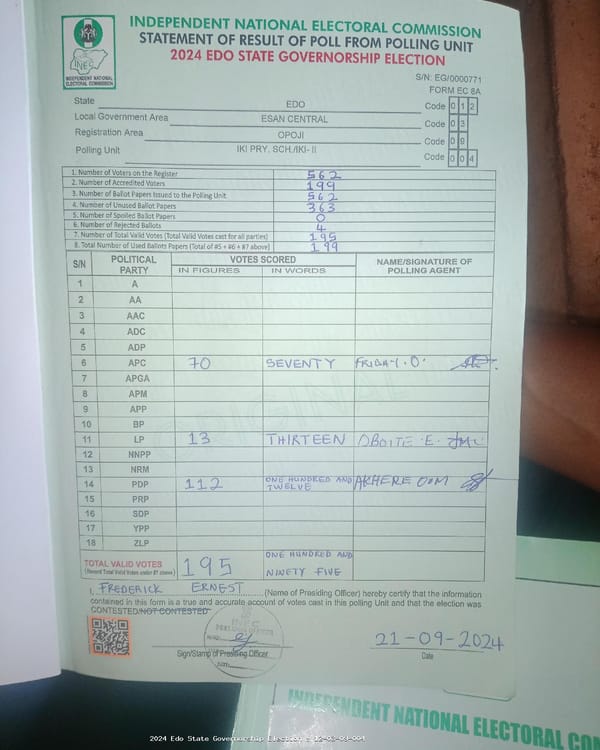 INDEPENDENT NATIONAL ELECTORAL COMMISSION
STATEMENT OF RESULT OF POLL FROM POLLING UNIT
2024 EDO STATE GOVERNORSHIP ELECTION
INEC
INDEPENDENT NATIONAL
ELECTORAL COMMISSION
S/N: EG/0000771
FORM EC 8A
State EDO Code 0 1 2
Local Government Area ESAN CENTRAL Code 0 3
Registration Area OPOJI Code 0 9
Polling Unit IKI PRY. SCH./IKI- II Code 0 0 4
1. Number of Voters on the Register 562
2. Number of Accredited Voters 199
3. Number of Ballot Papers Issued to the Polling Unit 562
4. Number of Unused Ballot Papers 363
5. Number of Spoiled Ballot Papers 0
6. Number of Rejected Ballots 4
7. Number of Total Valid Votes (Total Valid Votes cast for all parties) 195
8. Total Number of Used Ballots Papers (Total of #5 + #6 + #7 above) 199
S/N POLITICAL PARTY VOTES SCORED NAME/SIGNATURE OF POLLING AGENT
IN FIGURES IN WORDS
1 A
2 AA
3 AAC
4 ADC
5 ADP
6 APC 70 SEVENTY FRIDAY. O.
7 APGA
8 APM
9 APP
10 BP
11 LP 13 THIRTEEN OBOITE E.
12 NNPP
13 NRM
14 PDP 112 ONE HUNDRED AND TWELVE AKHERE OOM
15 PRP
16 SDP
17 YPP
18 ZLP
TOTAL VALID VOTES 195 ONE HUNDRED AND
(Record Total Valid Votes under #7 above) NINETY FIVE
I, FREDERICK ERNEST (Name of Presiding Officer) hereby certify that the information
contained in this form is a true and accurate account of votes cast in this polling Unit and that the election was
CONTESTED/NOT CONTESTED
INEC
PRESIDING OFFICER
Sign/Stamp of Presiding Officer
21-09-2024
Date
INDEPENDENT NATIONAL ELECTORAL CO
2024 Edo State Governorship Election - 12-03-09-004